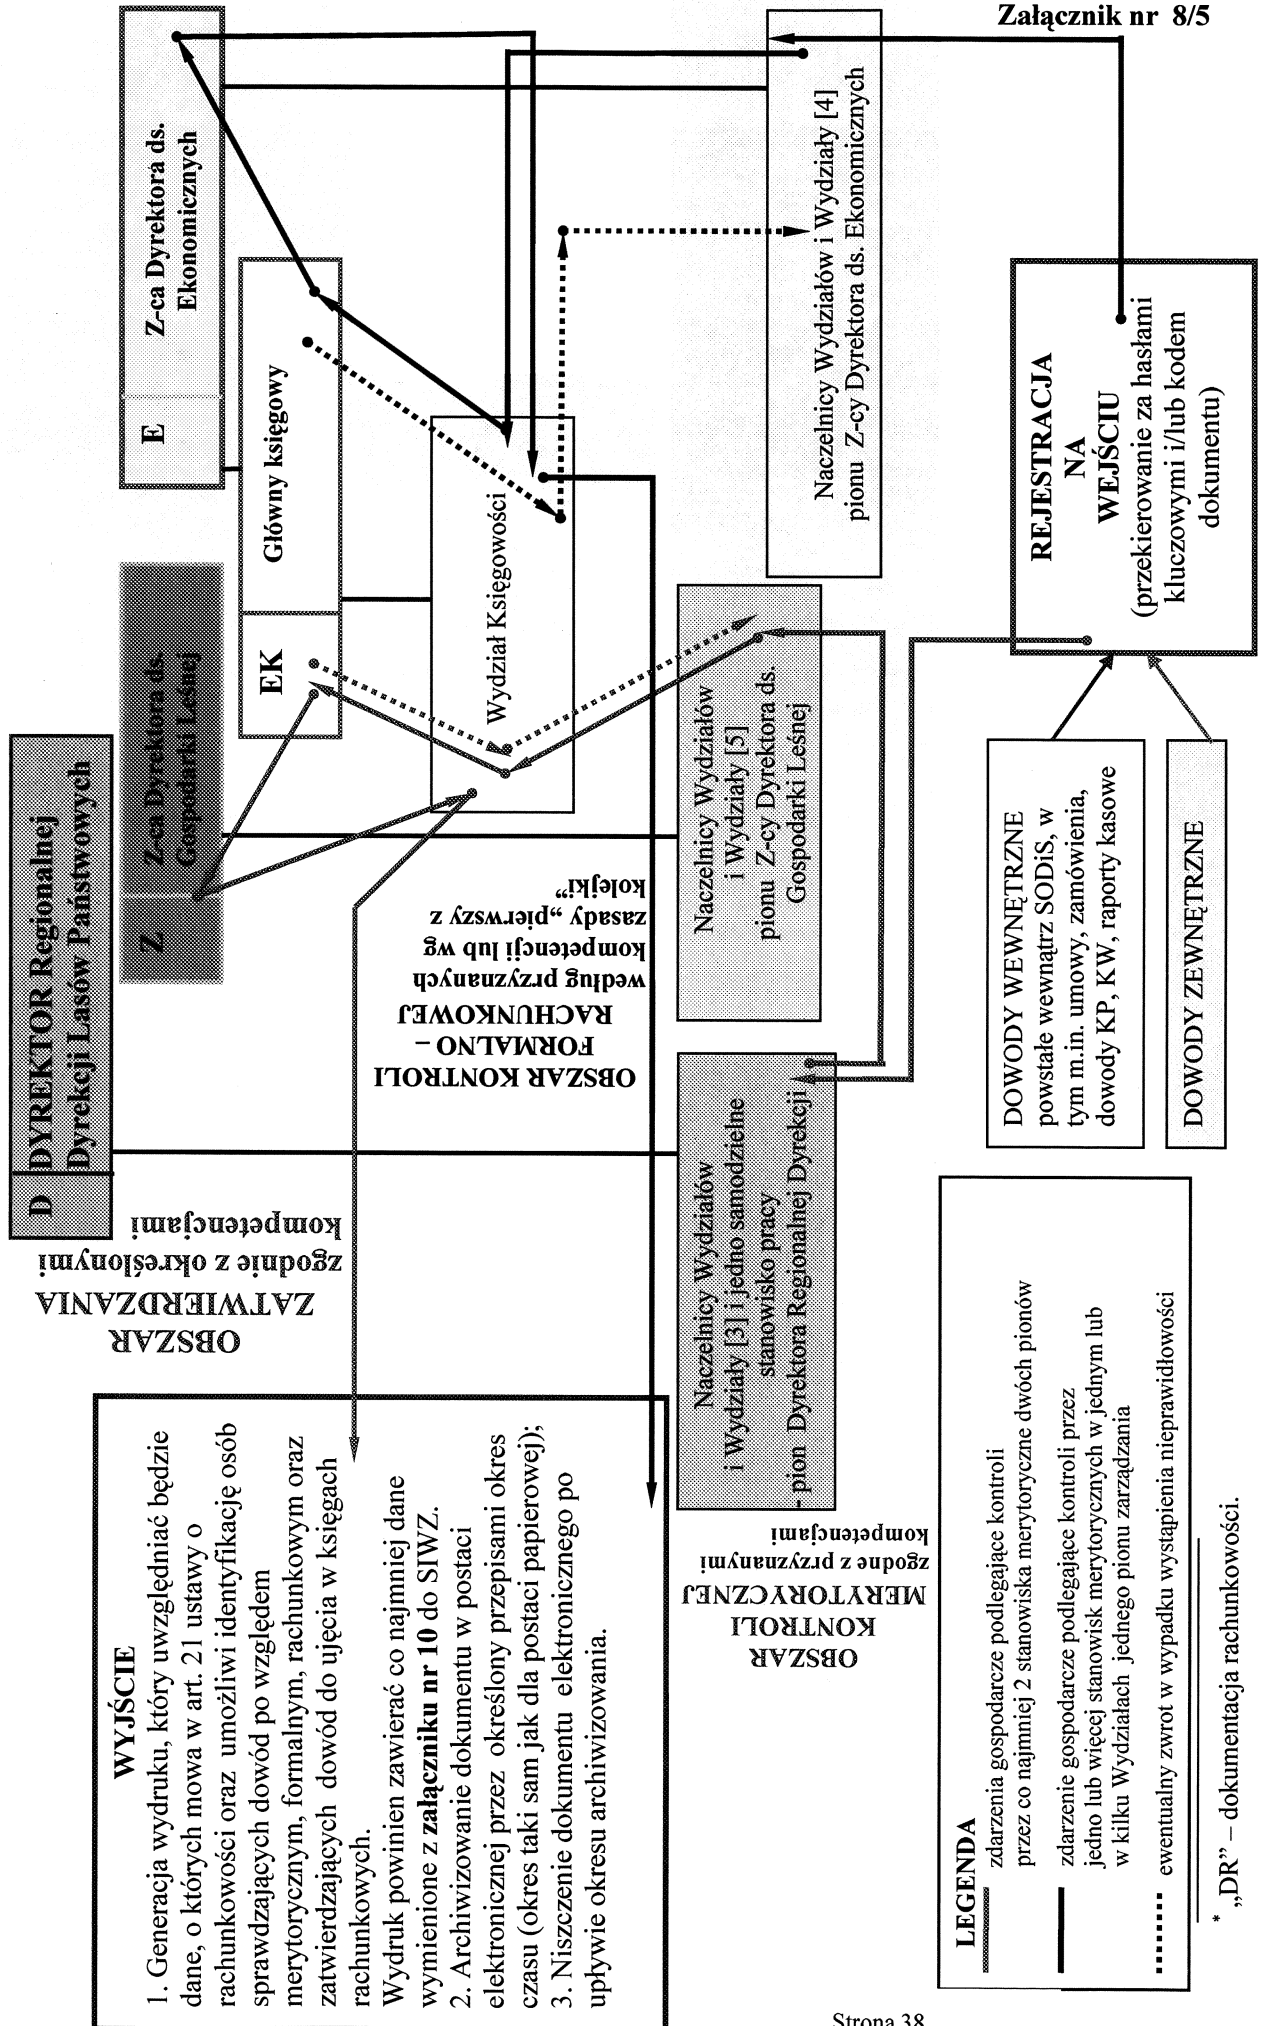 Załącznik nr 8/5
D DYREKTOR Regionalnej
Dyrekcji Lasów Państwowych
Z Z-ca Dyrektora ds.
Gospodarki Leśnej
E Z-ca Dyrektora ds.
Ekonomicznych
EK Główny księgowy
Wydział Księgowości
OBSZAR
ZATWIERDZANIA
zgodnie z określonymi
kompetencjami
OBSZAR KONTROLI
FORMALNO –
RACHUNKOWEJ
według przyznanych
kompetencji lub wg
zasady „pierwszy z
kolejki”
OBSZAR
KONTROLI
MERYTORYCZNEJ
zgodne z przyznanymi
kompetencjami
Naczelnicy Wydziałów
i Wydziały [3] i jedno samodzielne
stanowisko pracy
- pion Dyrektora Regionalnej Dyrekcji
Naczelnicy Wydziałów
i Wydziały [5]
pionu Z-cy Dyrektora ds.
Gospodarki Leśnej
Naczelnicy Wydziałów i Wydziały [4]
pionu Z-cy Dyrektora ds. Ekonomicznych
WYJŚCIE
1. Generacja wydruku, który uwzględniać będzie
dane, o których mowa w art. 21 ustawy o
rachunkowości oraz umożliwi identyfikację osób
sprawdzających dowód po względem
merytorycznym, formalnym, rachunkowym oraz
zatwierdzających dowód do ujęcia w księgach
rachunkowych.
Wydruk powinien zawierać co najmniej dane
wymienione z załączniku nr 10 do SIWZ.
2. Archiwizowanie dokumentu w postaci
elektronicznej przez określony przepisami okres
czasu (okres taki sam jak dla postaci papierowej);
3. Niszczenie dokumentu elektronicznego po
upływie okresu archiwizowania.
REJESTRACJA
NA
WEJŚCIU
(przekierowanie za hasłami
kluczowymi i/lub kodem
dokumentu)
DOWODY WEWNĘTRZNE
powstałe wewnątrz SODiS, w
tym m.in. umowy, zamówienia,
dowody KP, KW, raporty kasowe
DOWODY ZEWNĘTRZNE
LEGENDA
zdarzenia gospodarcze podlegające kontroli
przez co najmniej 2 stanowiska merytoryczne dwóch pionów
zdarzenie gospodarcze podlegające kontroli przez
jedno lub więcej stanowisk merytorycznych w jednym lub
w kilku Wydziałach jednego pionu zarządzania
ewentualny zwrot w wypadku wystąpienia nieprawidłowości
* „DR” – dokumentacja rachunkowości.
Strona 38